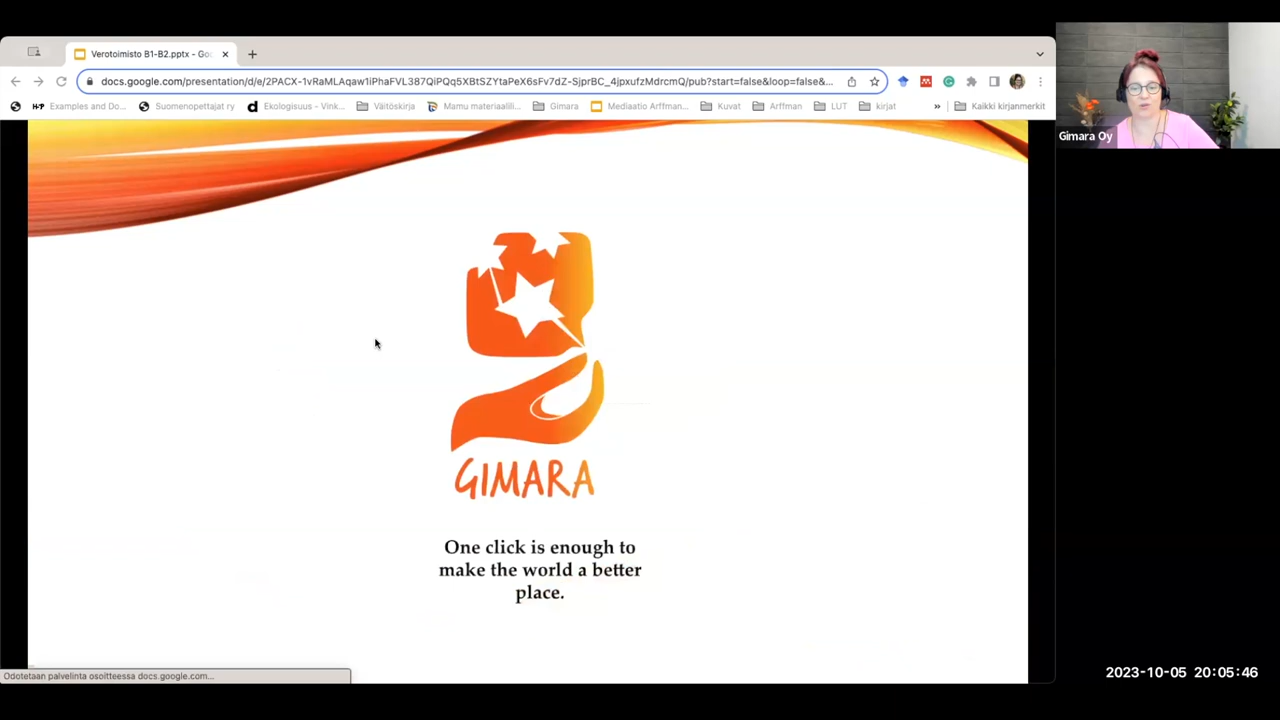 Verotoimisto B1-B2.pptx - Goo
docs.google.com/presentation/d/e/2PACX-1vRaMLAqaw1iPhaFVL387QiPQq5XBtSZYtaPeX6sFv7dZ-SjprBC_4jpxufzMdrcmQ/pub?start=false&loop=false&...
Examples and Do...
Suomenopettajat ry
Ekologisuus - Vink...
Väitöskirja
Mamu materiaalili...
Gimara
Mediaatio Arffman...
Kuvat
Arffman
LUT
kirjat
»
Kaikki kirjanmerkit
Gimara Oy
GIMARA
One click is enough to
make the world a better
place.
Odotetaan palvelinta osoitteessa docs.google.com...
2023-10-05 20:05:46